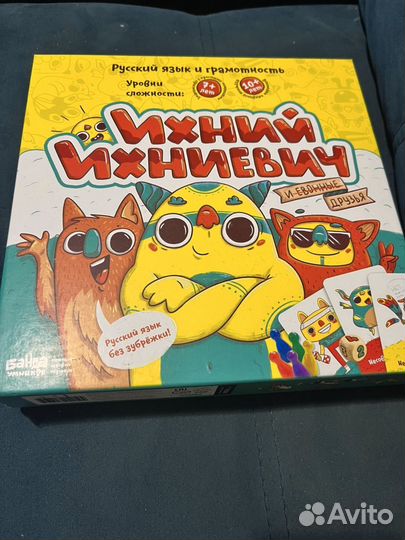 Русский язык и грамотность
Уровни
сложности:
7+
лет
10+
лет
ИХНИЙ
ИХНИЕВИЧ
И ЕВОННЫЕ
ДРУЗЬЯ
Русский язык
без зубрёжки!
БАНДА
УМНИКОВ
2
Avito